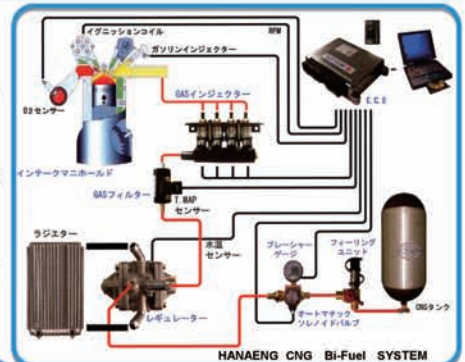 イグニッションコイル
RPM
ガソリンインジェクター
GASインジェクター
E.C.U
O2センサー
インテークマニホールド
GASフィルター
T.MAP
センサー
ラジエター
水温
センサー
プレーシャー
ゲージ
フィーリング
ユニット
レギュレーター
オートマチック
ソレノイドバルブ
CNGタンク
HANAENG CNG Bi-Fuel SYSTEM